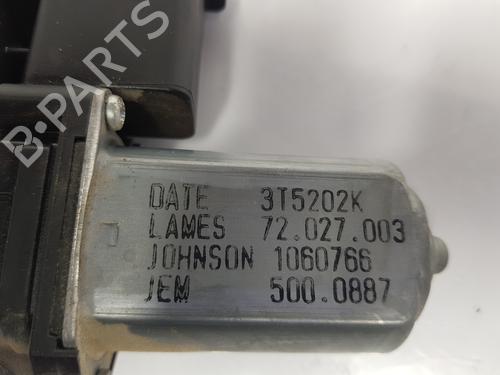 B-PARTS
DATE 3T5202K
LAMES 72.027.003
JOHNSON 1060766
JEM 500.0887